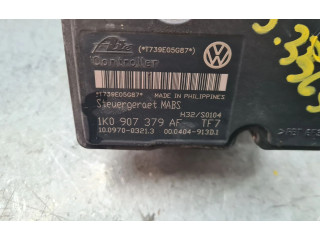 (*T739E05G87*)
Controller
*T739E05G87* MADE IN PHILIPPINES
Steuergeraet MABS
H32/S0104
1K0 907 379 AF TF7
10.0970-0321.3 00.0404-913D.1